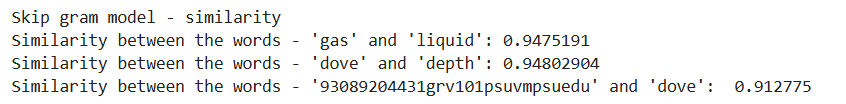 Skip gram model - similarity
Similarity between the words - 'gas' and 'liquid': 0.9475191
Similarity between the words - 'dove' and 'depth': 0.94802904
Similarity between the words - '93089204431grv101psuvmpsuedu' and 'dove':  0.912775